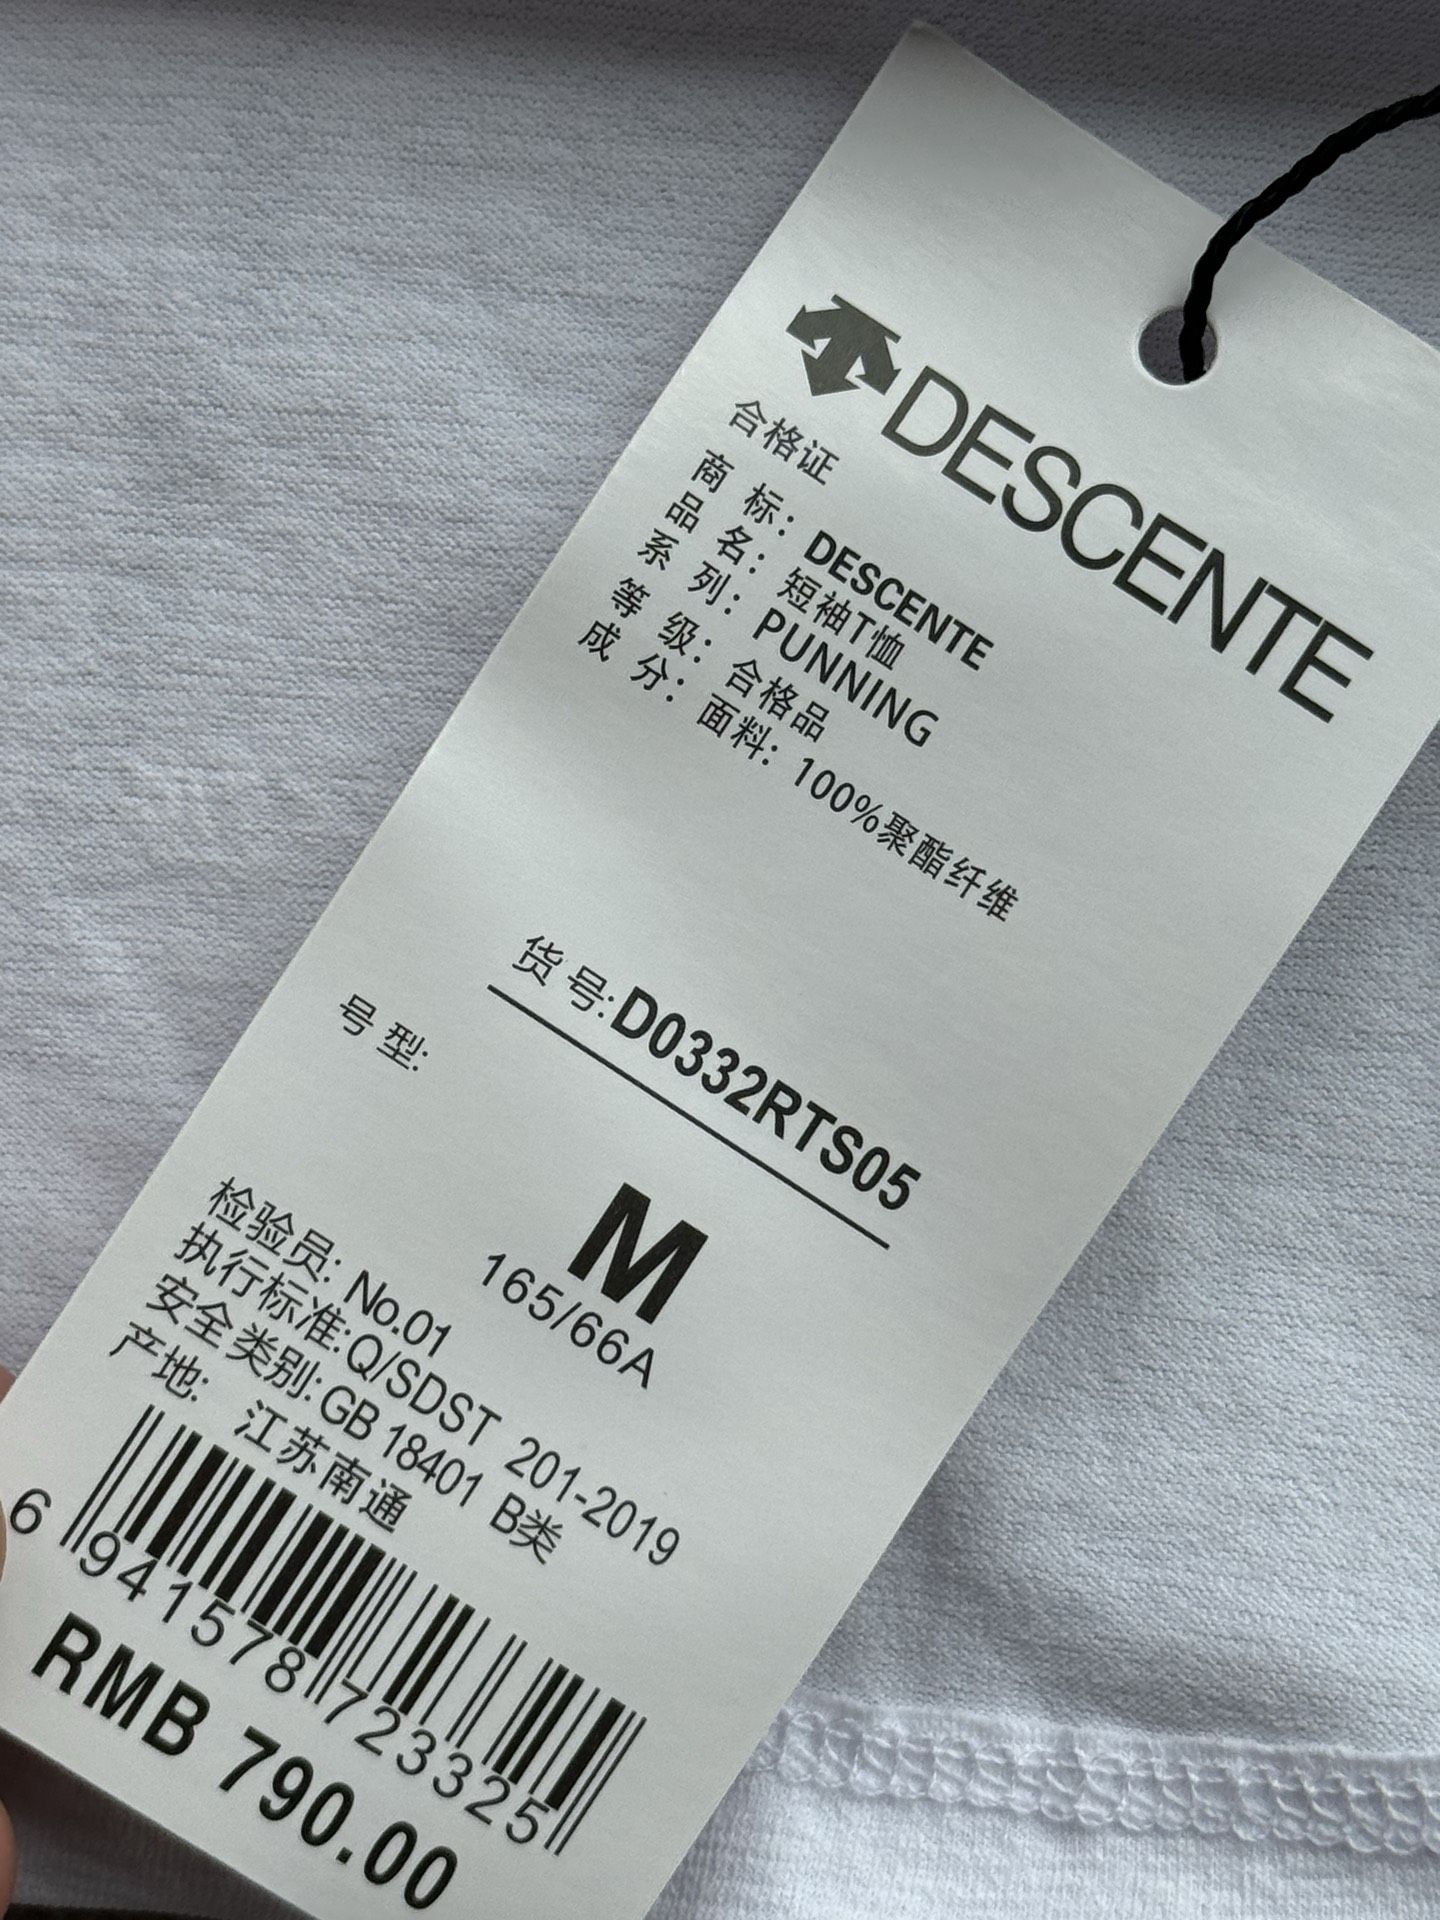 DESCENTE
合格证
商 标：DESCENTE
品 名：短袖T恤
系 列：PUNNING
等 级：合格品
成 分：面料：100%聚酯纤维
货 号：D0332RTS05
号 型：
M
165/66A
检验员：No.01
执行标准：Q/SDST 201-2019
安全类别：GB 18401 B类
产地： 江苏南通
6 941578 723325
RMB 790.00